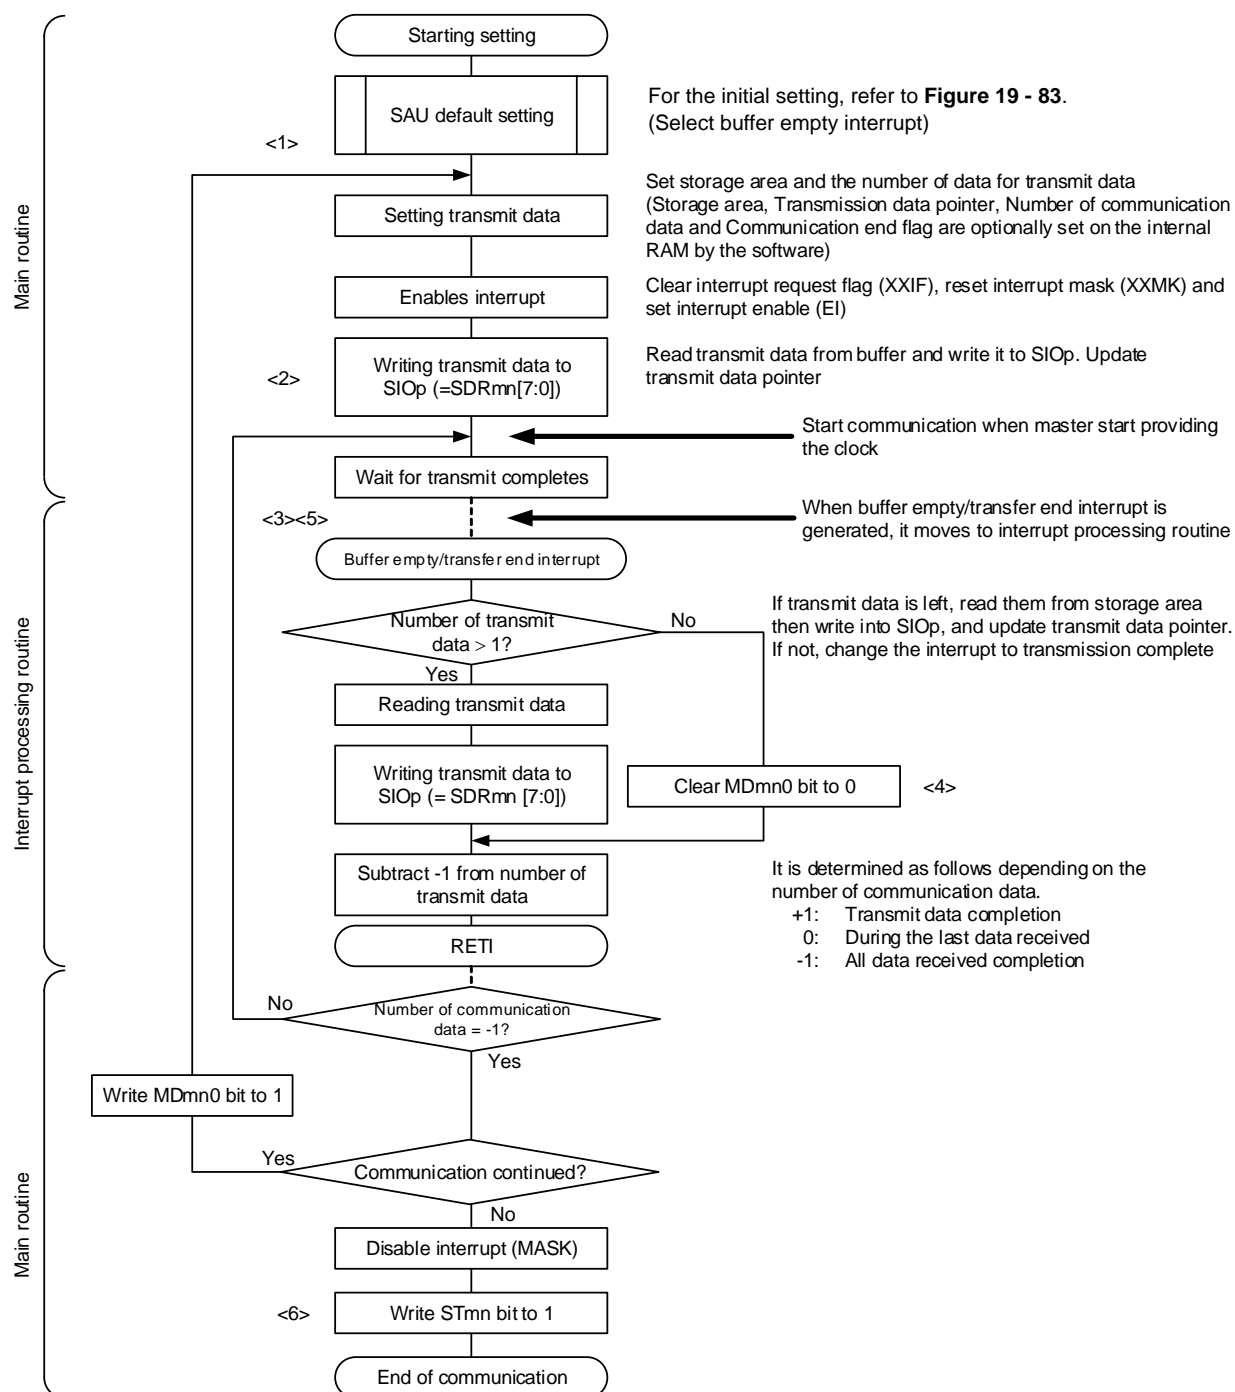 Starting setting
SAU default setting
For the initial setting, refer to Figure 19 - 83.
(Select buffer empty interrupt)
<1>
Main routine
Setting transmit data
Set storage area and the number of data for transmit data
(Storage area, Transmission data pointer, Number of communication
data and Communication end flag are optionally set on the internal
RAM by the software)
Enables interrupt
Clear interrupt request flag (XXIF), reset interrupt mask (XXMK) and
set interrupt enable (EI)
<2>
Writing transmit data to
SIOp (=SDRmn[7:0])
Read transmit data from buffer and write it to SIOp. Update
transmit data pointer
Start communication when master start providing
the clock
Wait for transmit completes
<3><5>
When buffer empty/transfer end interrupt is
generated, it moves to interrupt processing routine
Buffer empty/transfer end interrupt
Interrupt processing routine
Number of transmit
data > 1?
No
Yes
If transmit data is left, read them from storage area
then write into SIOp, and update transmit data pointer.
If not, change the interrupt to transmission complete
Reading transmit data
Writing transmit data to
SIOp (= SDRmn [7:0])
Clear MDmn0 bit to 0
<4>
Subtract -1 from number of
transmit data
It is determined as follows depending on the
number of communication data.
+1: Transmit data completion
0: During the last data received
-1: All data received completion
RETI
Main routine
No
Number of communication
data = -1?
Yes
Write MDmn0 bit to 1
Yes
Communication continued?
No
Disable interrupt (MASK)
<6>
Write STmn bit to 1
End of communication